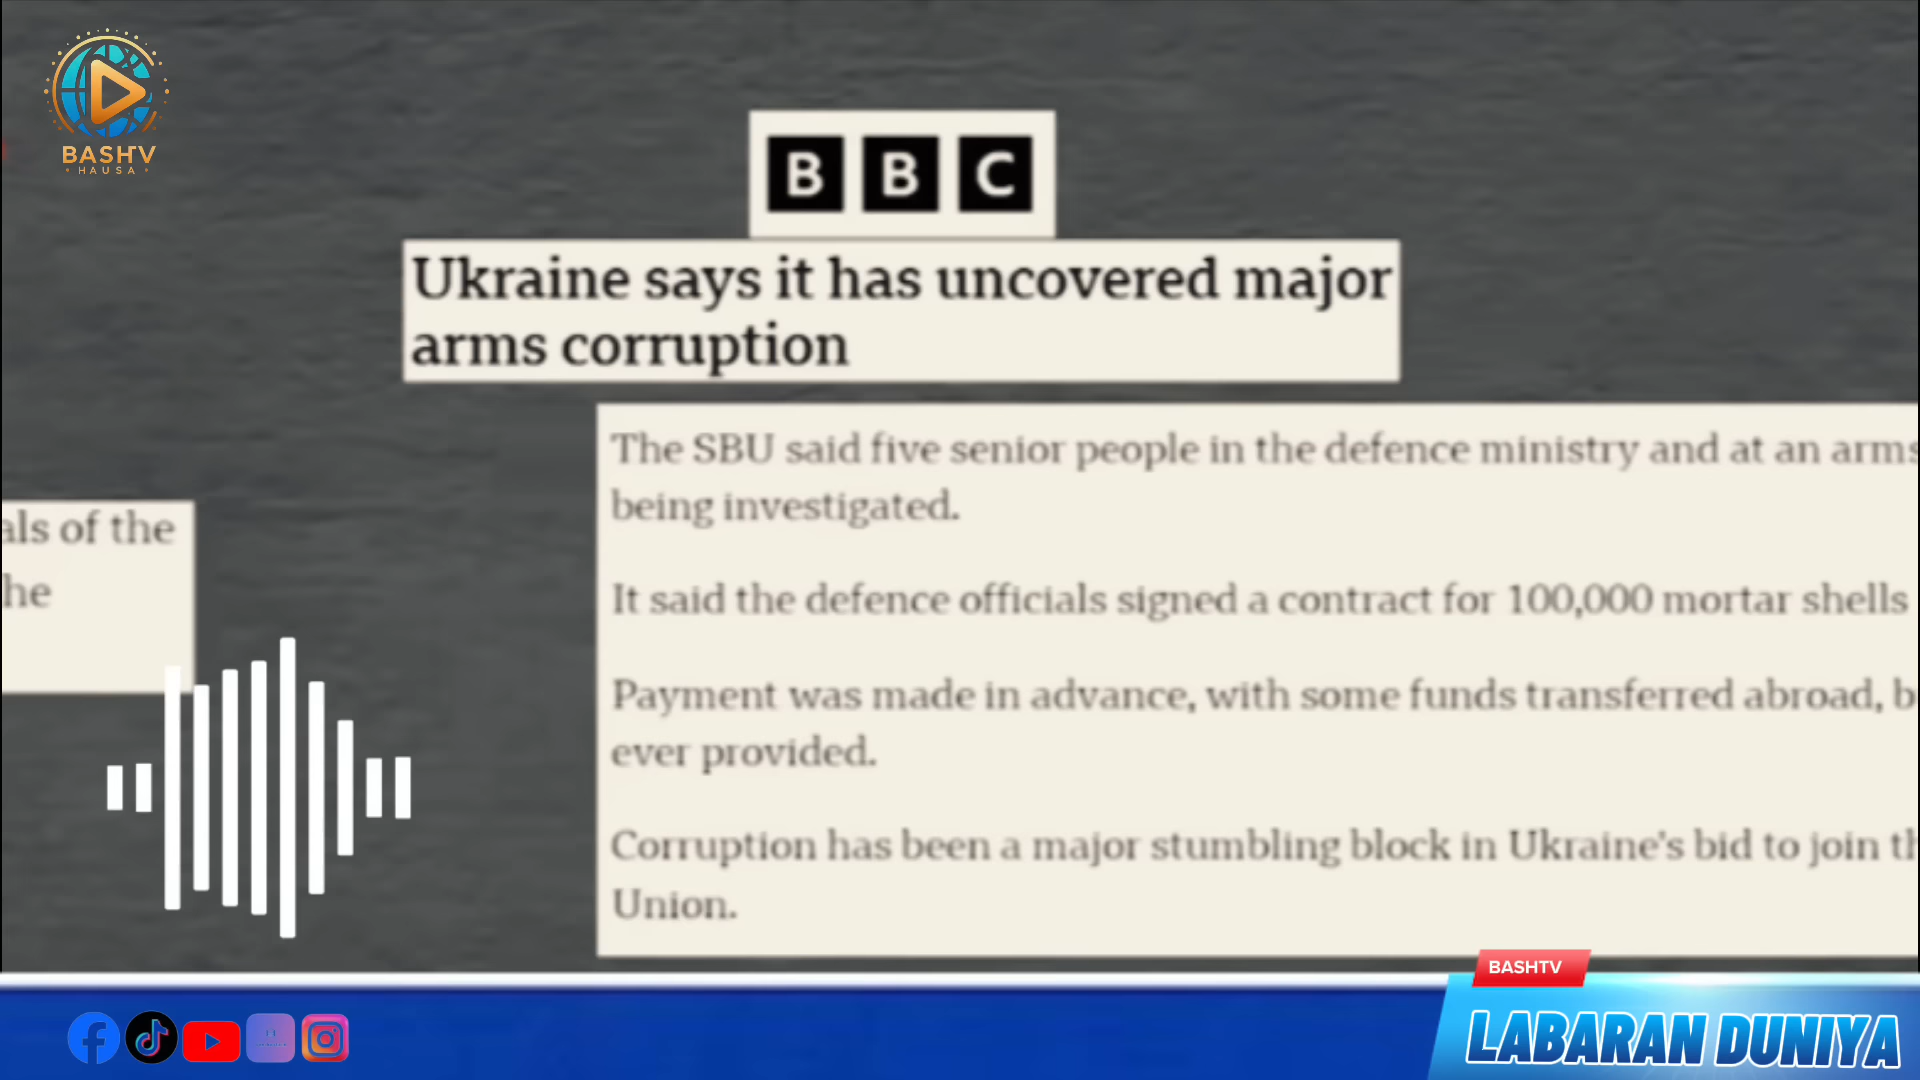 BASHTV
HAUSA
BBC
Ukraine says it has uncovered major
arms corruption
als of the
he
The SBU said five senior people in the defence ministry and at an arms
being investigated.
It said the defence officials signed a contract for 100,000 mortar shells
Payment was made in advance, with some funds transferred abroad, b
ever provided.
Corruption has been a major stumbling block in Ukraine's bid to join th
Union.
BASHTV
LABARAN DUNIYA